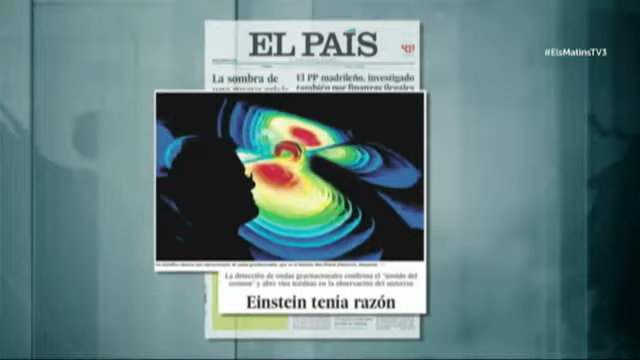 EL PAÍS
#ElsMatinsTV3
La sombra de
El PP madrileño, investigado
también por finanzas ilegales
La detección de ondas gravitacionales confirma el "sonido del
cosmos" y abre vías inéditas en la observación del universo
Einstein tenía razón